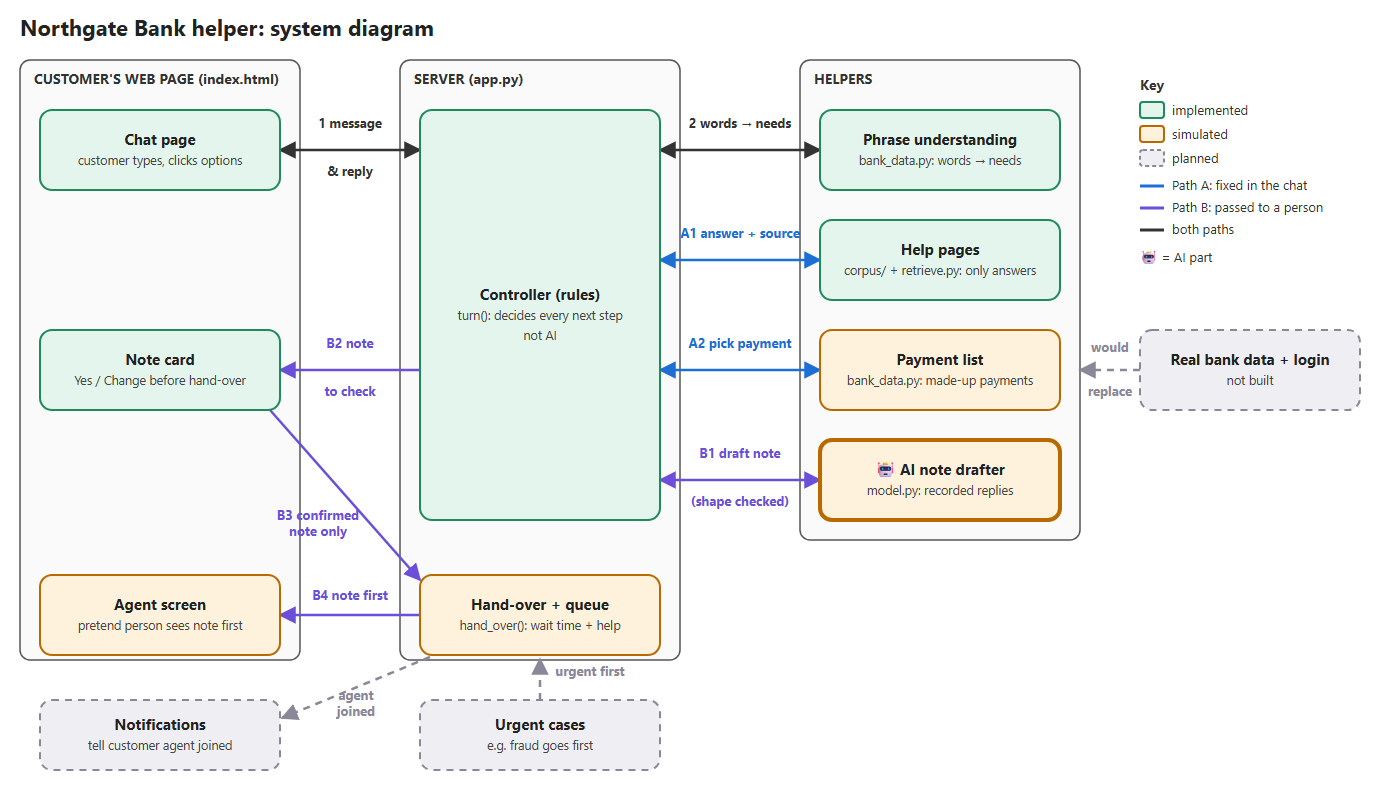 Northgate Bank helper: system diagram
CUSTOMER'S WEB PAGE (index.html)
Chat page
customer types, clicks options
Note card
Yes / Change before hand-over
Agent screen
pretend person sees note first
1 message
& reply
B2 note
to check
B3 confirmed
note only
B4 note first
SERVER (app.py)
Controller (rules)
turn(): decides every next step
not AI
Hand-over + queue
hand_over(): wait time + help
2 words → needs
A1 answer + source
A2 pick payment
B1 draft note
(shape checked)
HELPERS
Phrase understanding
bank_data.py: words → needs
Help pages
corpus/ + retrieve.py: only answers
Payment list
bank_data.py: made-up payments
AI note drafter
model.py: recorded replies
Key
implemented
simulated
planned
Path A: fixed in the chat
Path B: passed to a person
both paths
= AI part
would
replace
Real bank data + login
not built
agent
joined
urgent first
Notifications
tell customer agent joined
Urgent cases
e.g. fraud goes first